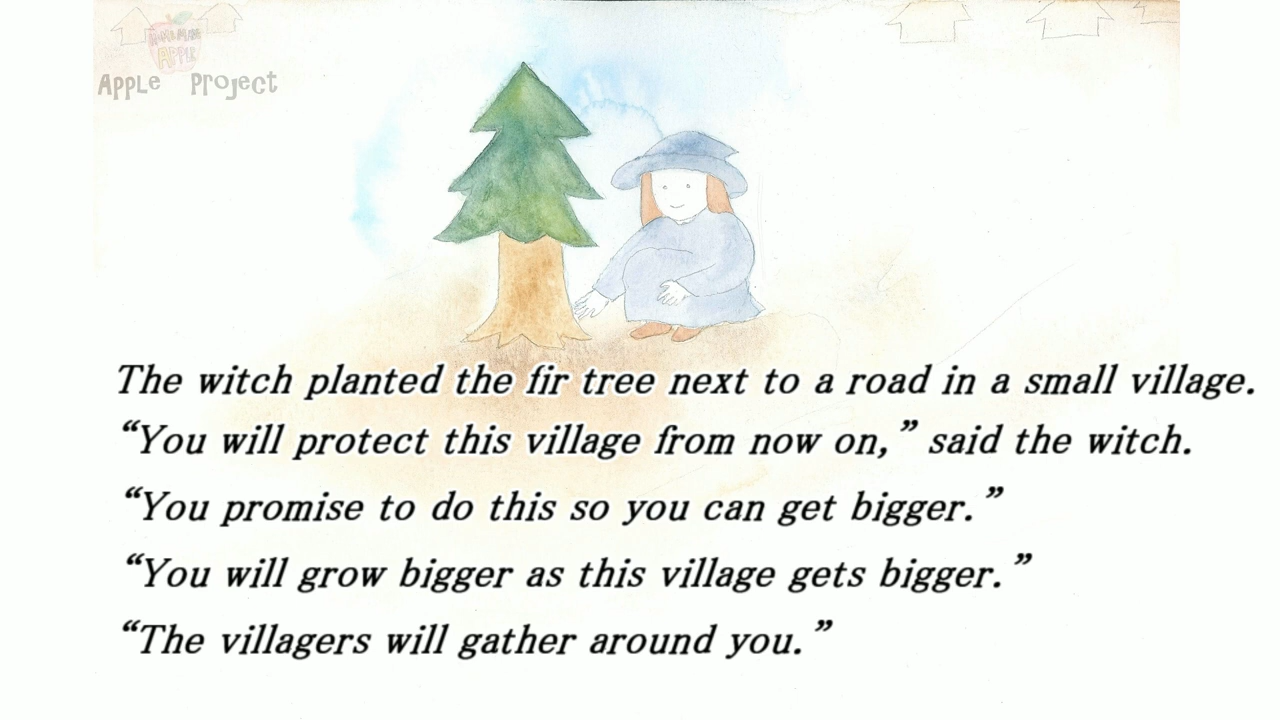 HOMEMADE
APPLE
Apple Project
The witch planted the fir tree next to a road in a small village.
“You will protect this village from now on,” said the witch.
“You promise to do this so you can get bigger.”
“You will grow bigger as this village gets bigger.”
“The villagers will gather around you.”